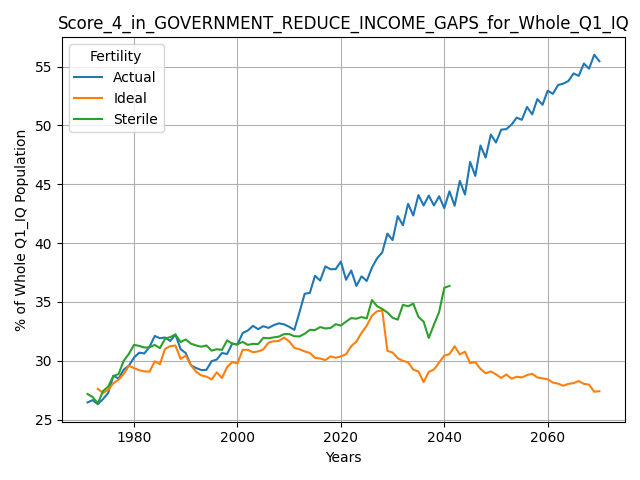 Score_4_in_GOVERNMENT_REDUCE_INCOME_GAPS_for_Whole_Q1_IQ
Fertility
Actual
Ideal
Sterile
% of Whole Q1_IQ Population
55
50
45
40
35
30
25
1980 2000 2020 2040 2060
Years